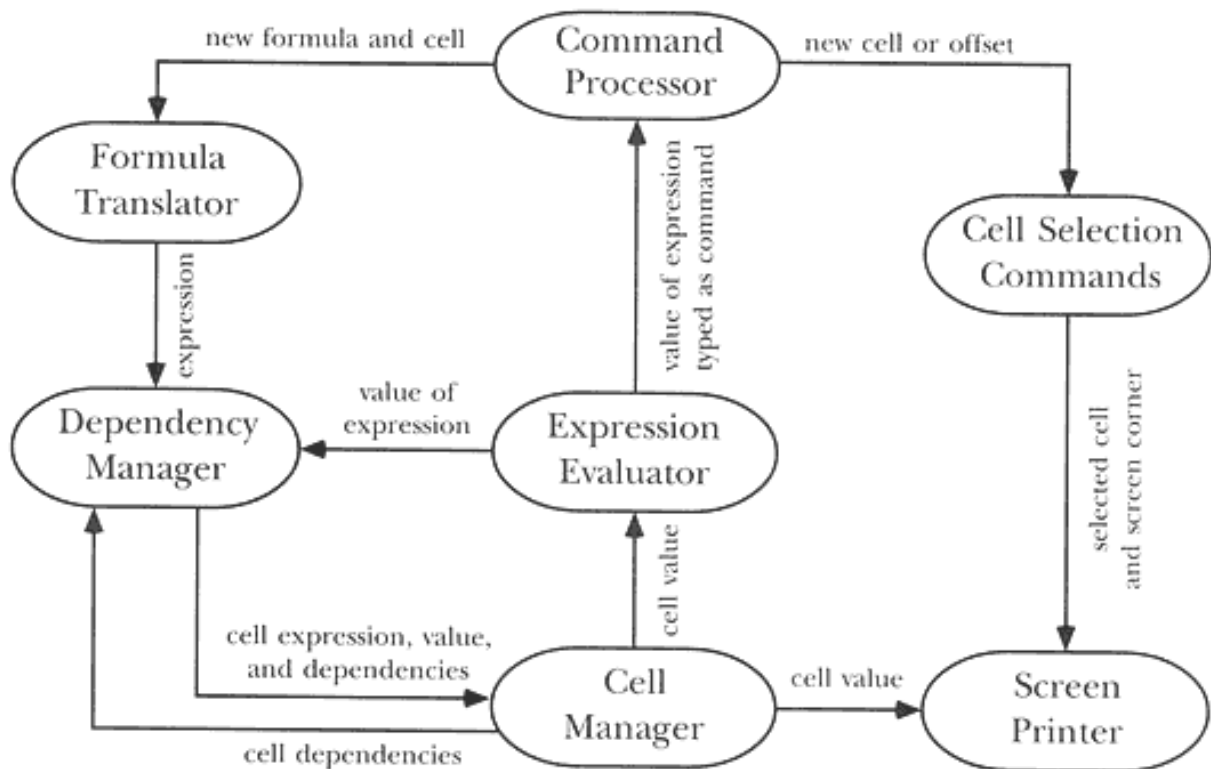 new formula and cell
Command
Processor
new cell or offset
Formula
Translator
value of expression
typed as command
Cell Selection
Commands
expression
Dependency
Manager
value of
expression
Expression
Evaluator
selected cell
and screen corner
cell value
cell expression, value,
and dependencies
Cell
Manager
cell value
Screen
Printer
cell dependencies